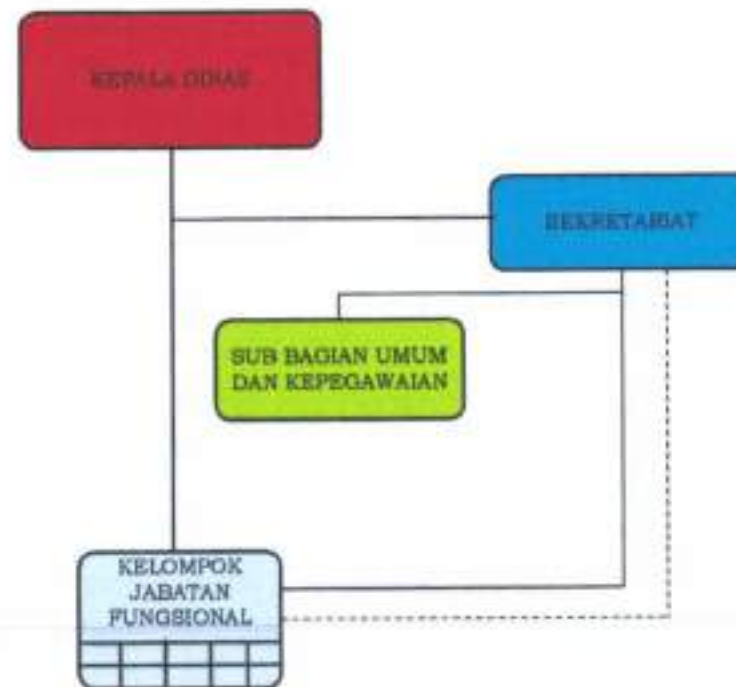 KEPALA DINAS
SEKRETARIAT
SUB BAGIAN UMUM
DAN KEPEGAWAIAN
KELOMPOK
JABATAN
FUNGSIONAL